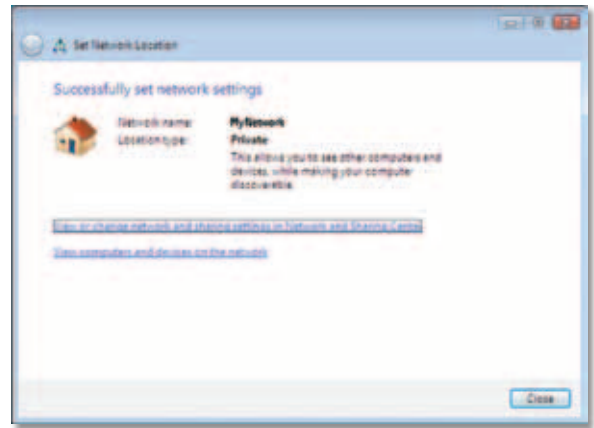 Set Network Location
Successfully set network settings
Network name: MyNetwork
Location type: Private
This allows you to see other computers and
devices, while making your computer
discoverable.
View or change network and sharing settings in Network and Sharing Center
View computers and devices on the network
Close